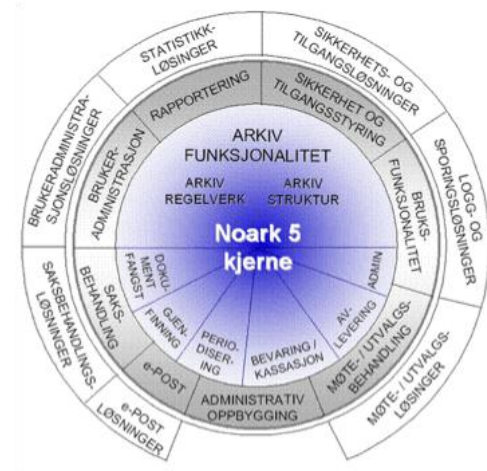 STATISTIKK-
LØSNINGER
SIKKERHETS- OG
TILGANGSLØSNINGER
LOGG- OG
SPORINGSLØSNINGER
MØTE- / UTVALGS-
LØSINGER
e-POST
LØSNINGER
SAKSBEHANDLINGS-
LØSNINGER
BRUKERADMINISTRA-
SJONSLØSNINGER
RAPPORTERING
SIKKERHET OG
TILGANGSSTYRING
BRUKS-
FUNKSJONALITET
MØTE- / UTVALGS-
BEHANDLING
ADMINISTRATIV
OPPBYGGING
e-POST
SAKS-
BEHANDLING
BRUKER-
ADMINISTRASJON
ARKIV
FUNKSJONALITET
ARKIV
REGELVERK
ARKIV
STRUKTUR
Noark 5
kjerne
DOKU-
MENT
FANGST
GJEN-
FINNING
PERIO-
DISER-
ING
BEVARING /
KASSASJON
AV-
LEVERING
ADMIN